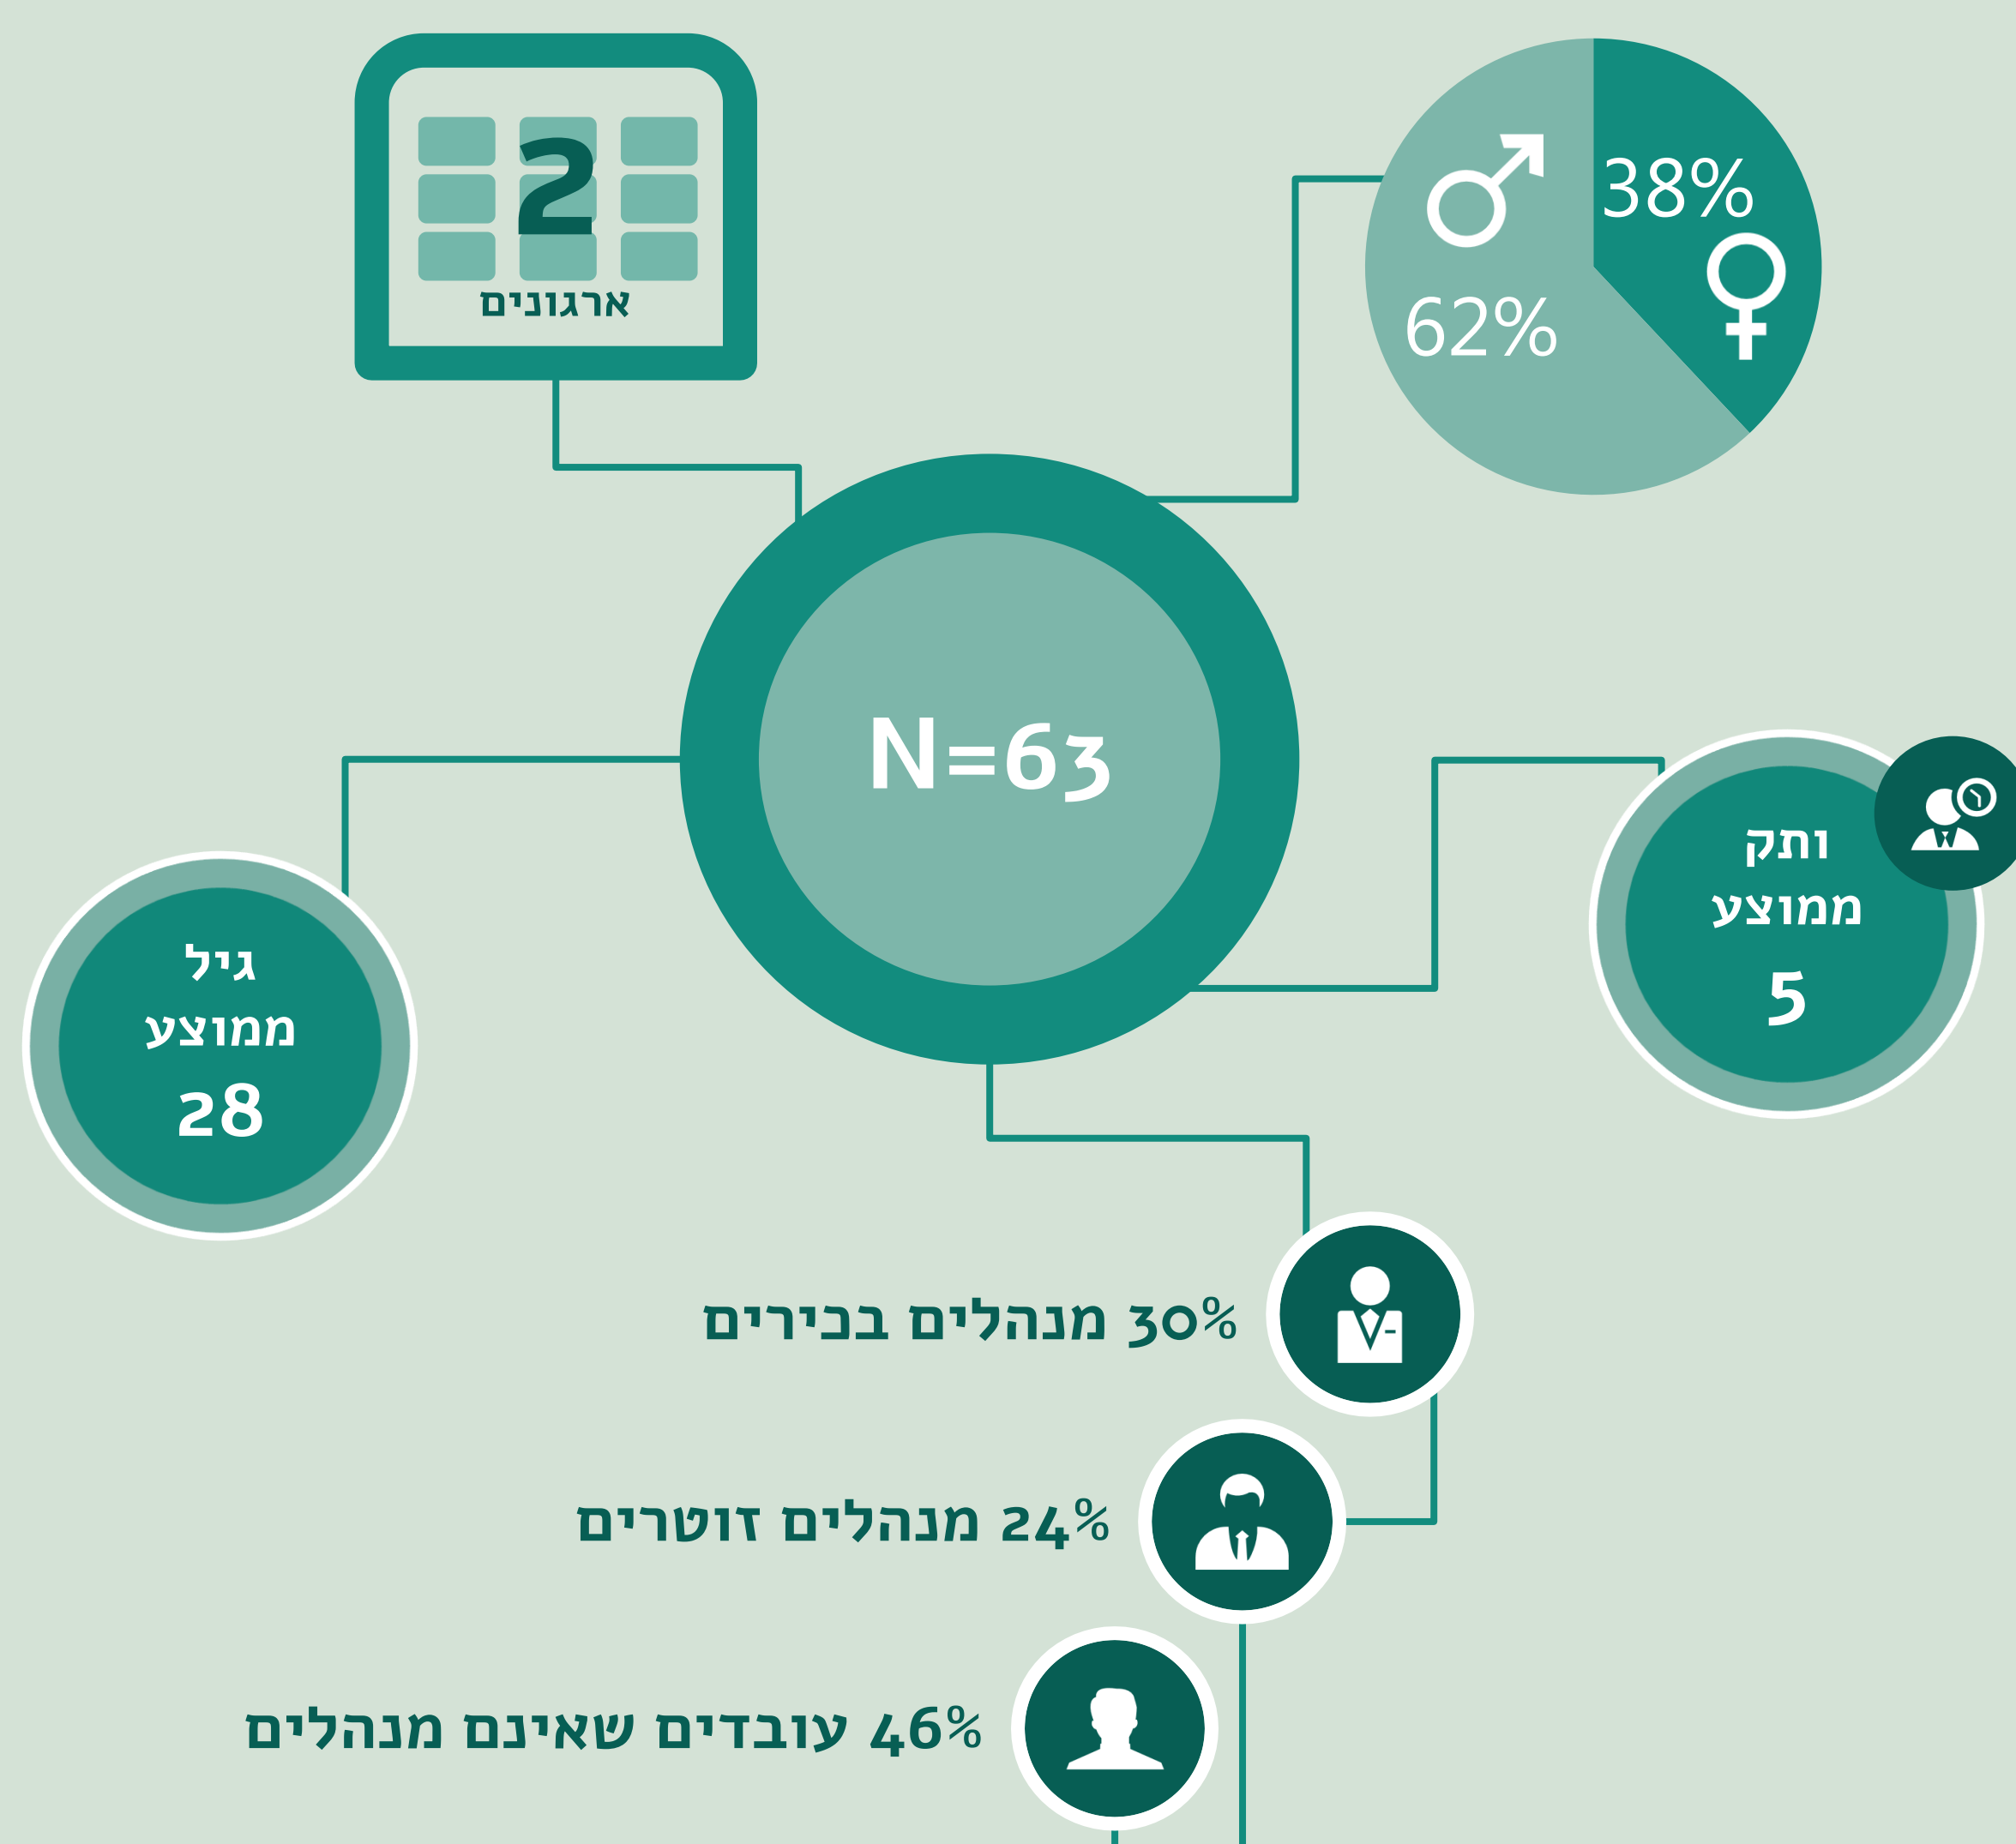 2
ארגונים
38%
62%
N=63
ותק
ממוצע
5
גיל
ממוצע
28
30% מנהלים בכירים
24% מנהלים זוטרים
46% עובדים שאינם מנהלים